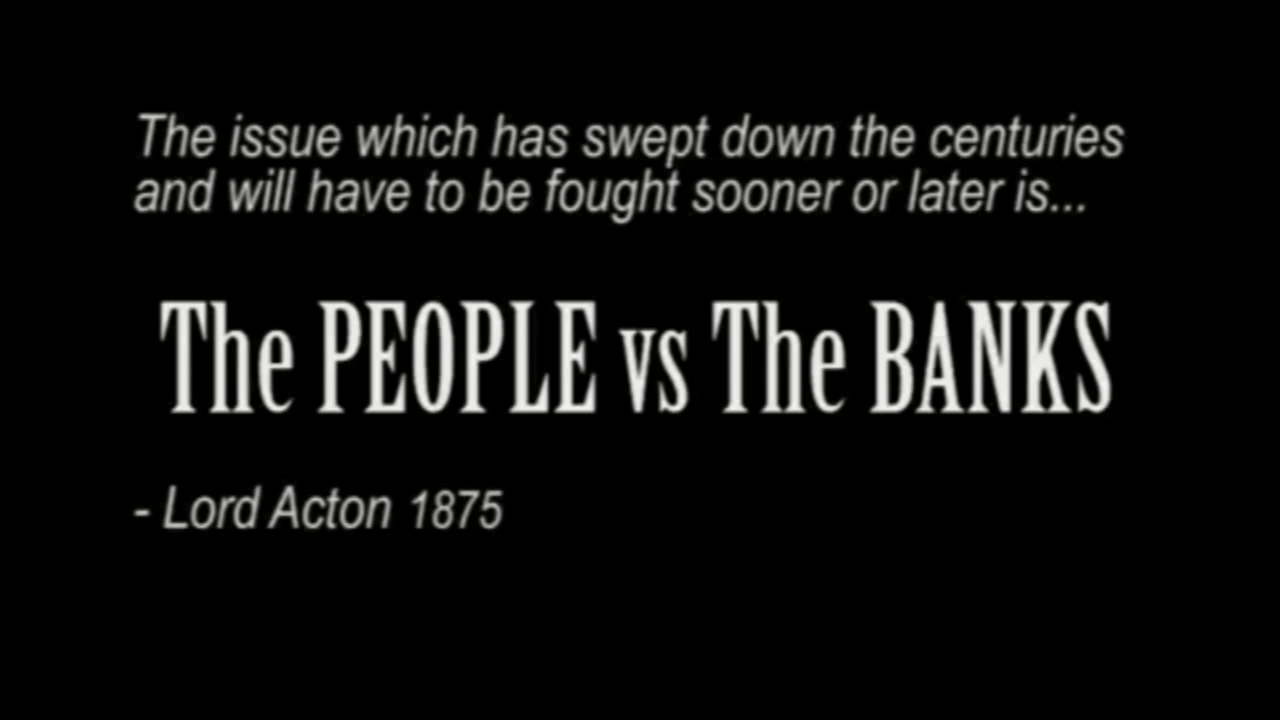 The issue which has swept down the centuries
and will have to be fought sooner or later is...
The PEOPLE vs The BANKS
- Lord Acton 1875